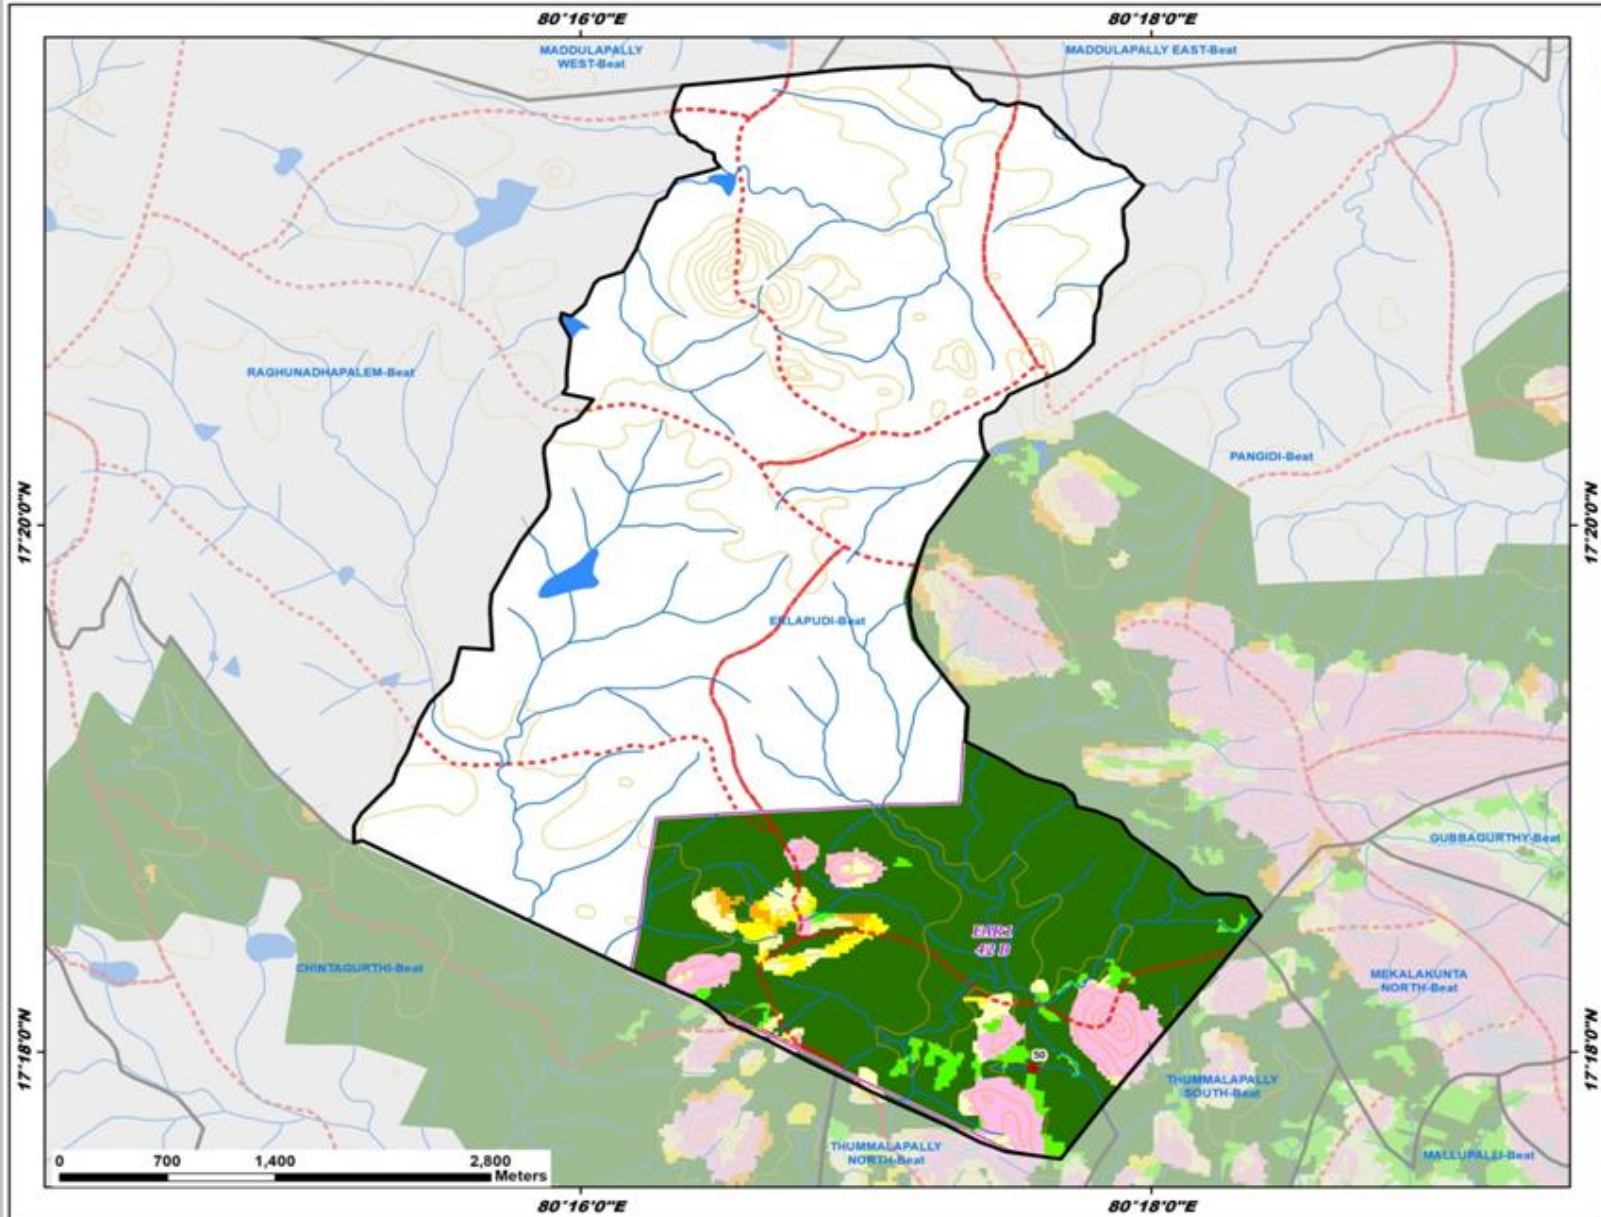 80°16'0"E
80°18'0"E
MADDULAPALLY
WEST-Beat
MADDULAPALLY EAST-Beat
RAGHUNADHAPALEM-Beat
PANGIDI-Beat
17°20'0"N
17°20'0"N
ERLAPUDI-Beat
GUBBAGURTHY-Beat
42 B
CHINTAGURTHI-Beat
MEKALAKUNTA
NORTH-Beat
17°18'0"N
17°18'0"N
50
THUMMALAPALLY
SOUTH-Beat
THUMMALAPALLY
NORTH-Beat
MALLUPALLI-Beat
0 700 1,400 2,800
Meters
80°16'0"E
80°18'0"E